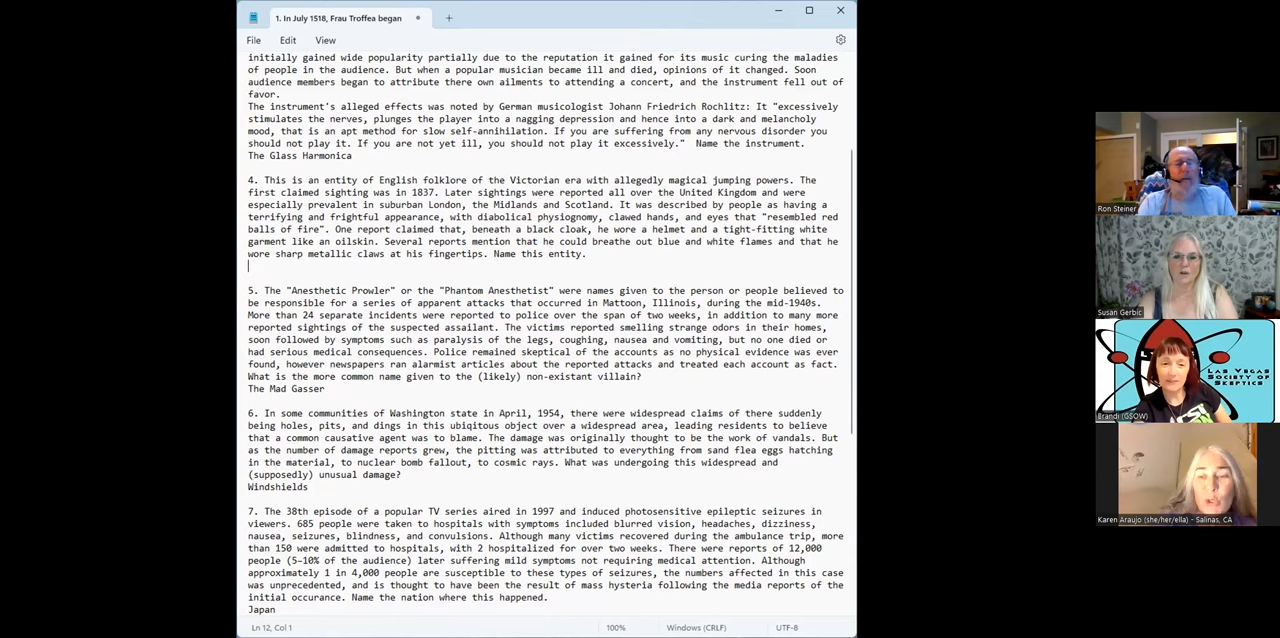 1. In July 1518, Frau Troffea began
File Edit View
initially gained wide popularity partially due to the reputation it gained for its music curing the maladies
of people in the audience. But when a popular musician became ill and died, opinions of it changed. Soon
audience members began to attribute there own ailments to attending a concert, and the instrument fell out of
favor.
The instrument's alleged effects was noted by German musicologist Johann Friedrich Rochlitz: It "excessively
stimulates the nerves, plunges the player into a nagging depression and hence into a dark and melancholy
mood, that is an apt method for slow self-annihilation. If you are suffering from any nervous disorder you
should not play it. If you are not yet ill, you should not play it excessively."  Name the instrument.
The Glass Harmonica
4. This is an entity of English folklore of the Victorian era with allegedly magical jumping powers. The
first claimed sighting was in 1837. Later sightings were reported all over the United Kingdom and were
especially prevalent in suburban London, the Midlands and Scotland. It was described by people as having a
terrifying and frightful appearance, with diabolical physiognomy, clawed hands, and eyes that "resembled red
balls of fire". One report claimed that, beneath a black cloak, he wore a helmet and a tight-fitting white
garment like an oilskin. Several reports mention that he could breathe out blue and white flames and that he
wore sharp metallic claws at his fingertips. Name this entity.
5. The "Anesthetic Prowler" or the "Phantom Anesthetist" were names given to the person or people believed to
be responsible for a series of apparent attacks that occurred in Mattoon, Illinois, during the mid-1940s.
More than 24 separate incidents were reported to police over the span of two weeks, in addition to many more
reported sightings of the suspected assailant. The victims reported smelling strange odors in their homes,
soon followed by symptoms such as paralysis of the legs, coughing, nausea and vomiting, but no one died or
had serious medical consequences. Police remained skeptical of the accounts as no physical evidence was ever
found, however newspapers ran alarmist articles about the reported attacks and treated each account as fact.
What is the more common name given to the (likely) non-existant villain?
The Mad Gasser
6. In some communities of Washington state in April, 1954, there were widespread claims of there suddenly
being holes, pits, and dings in this ubiqitous object over a widespread area, leading residents to believe
that a common causative agent was to blame. The damage was originally thought to be the work of vandals. But
as the number of damage reports grew, the pitting was attributed to everything from sand flea eggs hatching
in the material, to nuclear bomb fallout, to cosmic rays. What was undergoing this widespread and
(supposedly) unusual damage?
Windshields
7. The 38th episode of a popular TV series aired in 1997 and induced photosensitive epileptic seizures in
viewers. 685 people were taken to hospitals with symptoms included blurred vision, headaches, dizziness,
nausea, seizures, blindness, and convulsions. Although many victims recovered during the ambulance trip, more
than 150 were admitted to hospitals, with 2 hospitalized for over two weeks. There were reports of 12,000
people (5–10% of the audience) later suffering mild symptoms not requiring medical attention. Although
approximately 1 in 4,000 people are susceptible to these types of seizures, the numbers affected in this case
was unprecedented, and is thought to have been the result of mass hysteria following the media reports of the
initial occurance. Name the nation where this happened.
Japan
Ln 12, Col 1
100%
Windows (CRLF)
UTF-8
Ron Steiner
Susan Gerbic
Las Vegas
Society of
Skeptics
Brandi (GSOW)
Karen Araujo (she/her/ella) - Salinas, CA